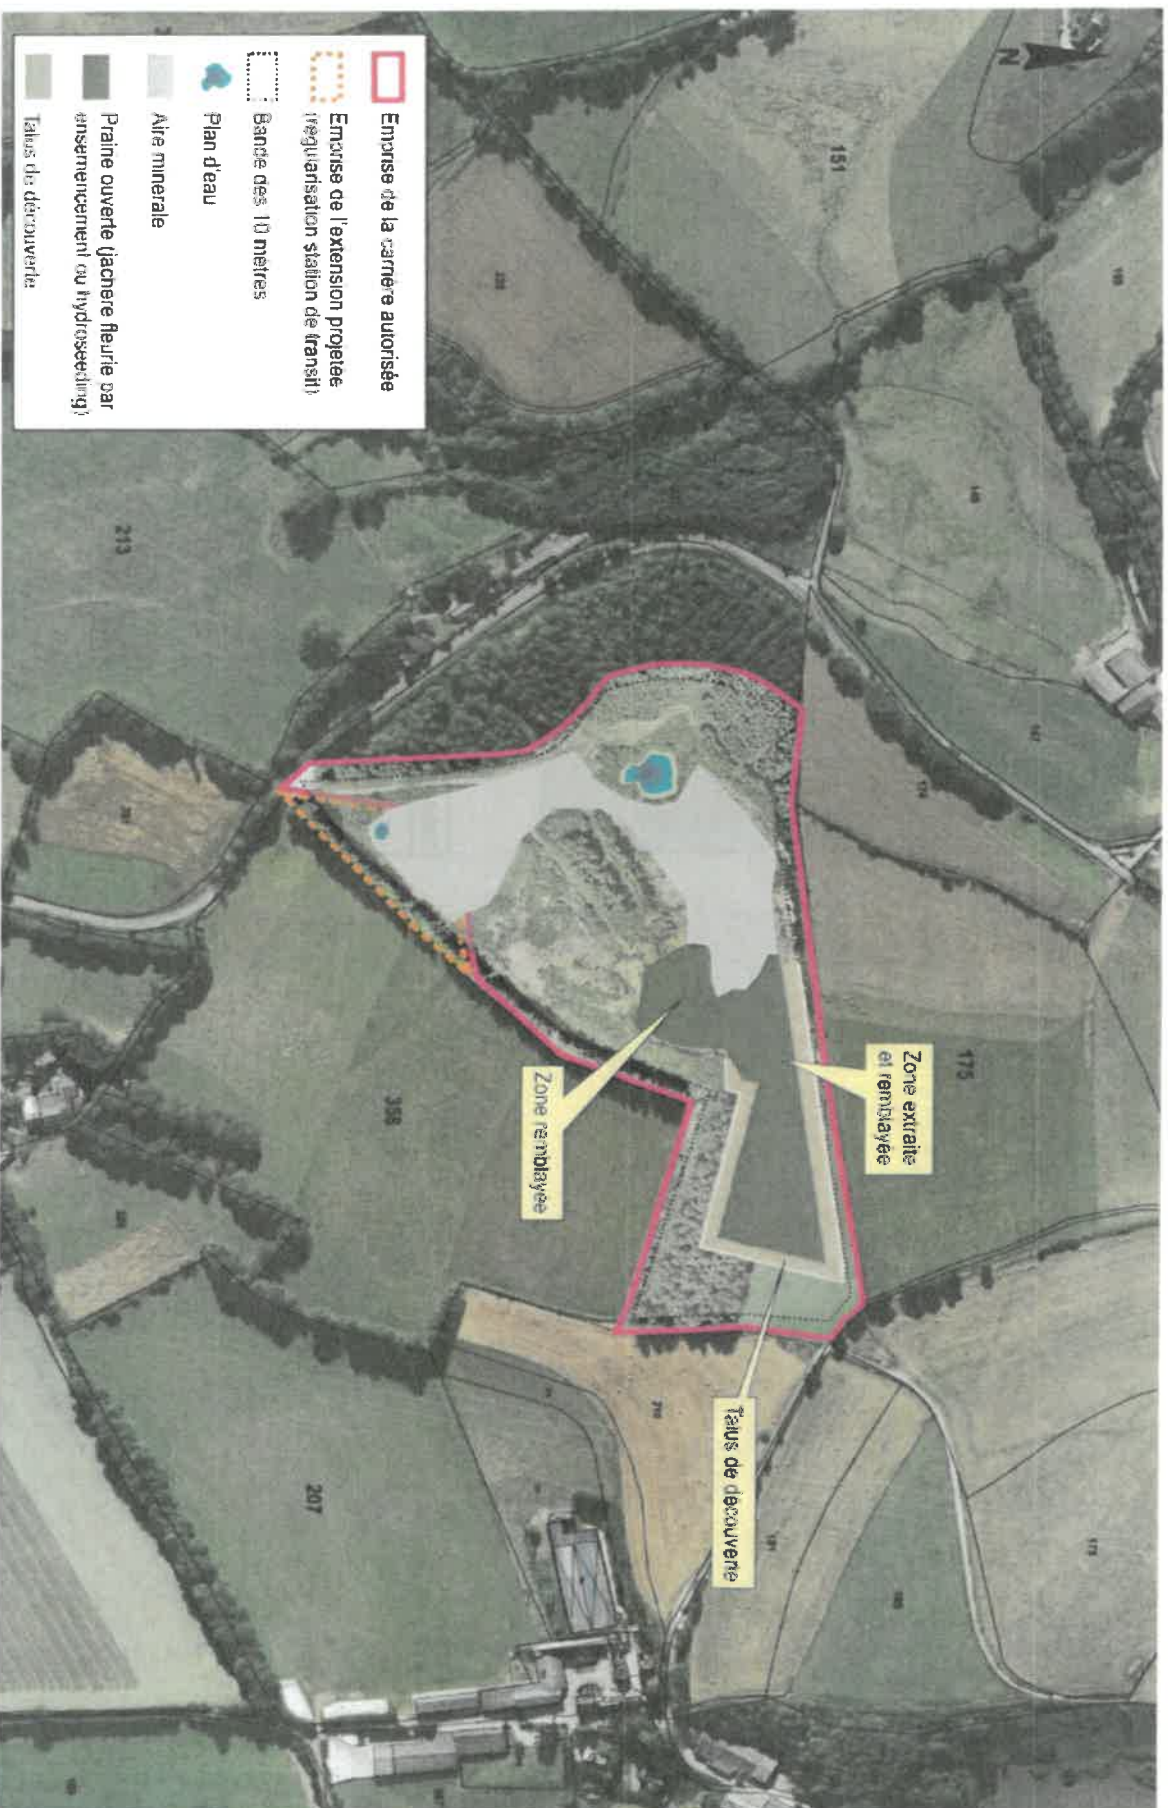 N
Emprise de la carrière autorisée
Emprise de l'extension projetée
(régularisation station de transit)
Bande des 10 mètres
Plan d'eau
Aire minérale
Prairie ouverte (jachère fleurie par
ensemencement ou hydroseeding)
Talus de découverte
Zone extraite
et remblayée
Zone remblayée
Talus de découverte
151
175
213
358
207